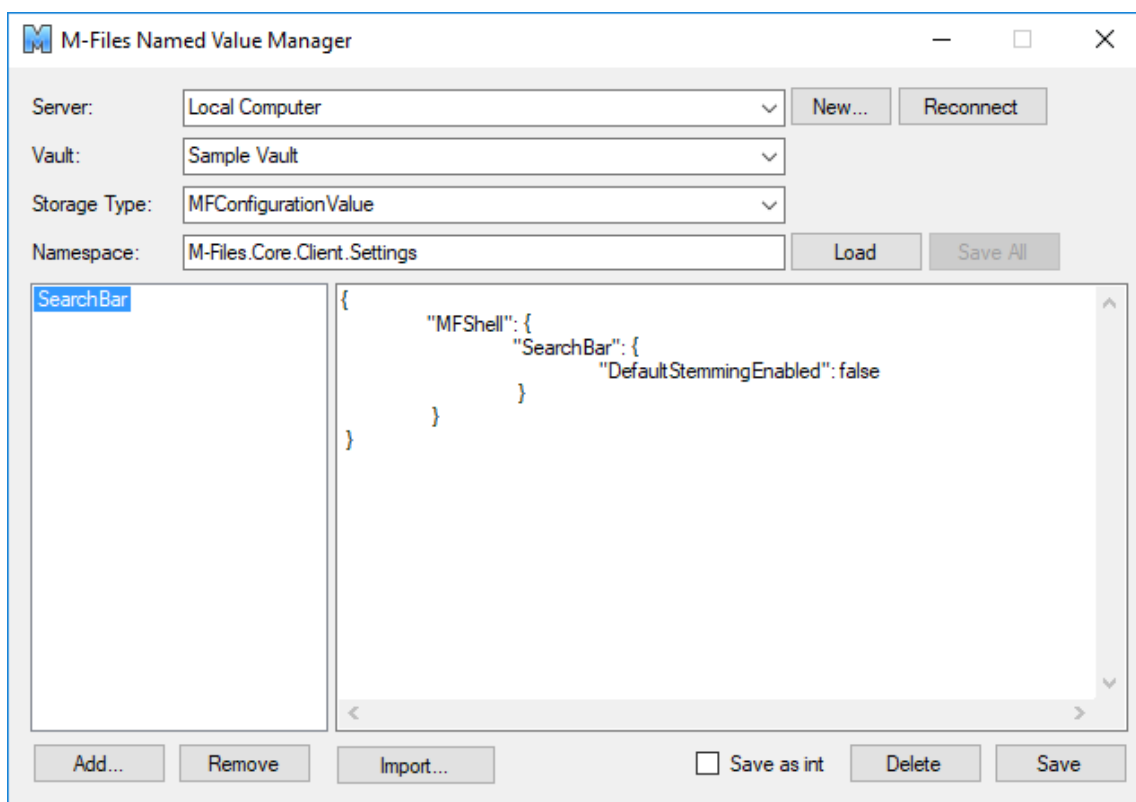 M-Files Named Value Manager
Server: Local Computer New... Reconnect
Vault: Sample Vault
Storage Type: MFConfigurationValue
Namespace: M-Files.Core.Client.Settings Load Save All
SearchBar
{
"MFShell": {
"SearchBar": {
"DefaultStemmingEnabled": false
}
}
}
Add... Remove Import... Save as int Delete Save